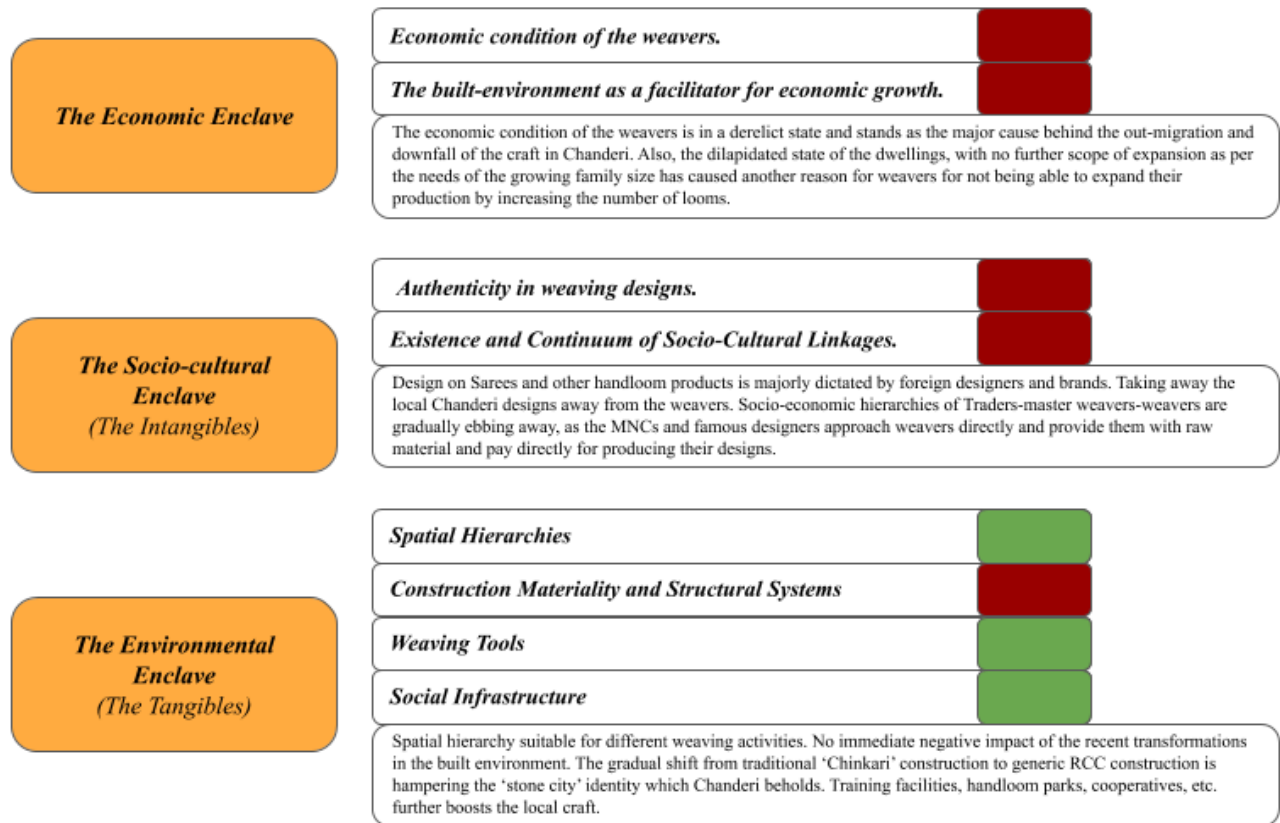 The Economic Enclave
Economic condition of the weavers.
The built-environment as a facilitator for economic growth.
The economic condition of the weavers is in a derelict state and stands as the major cause behind the out-migration and
downfall of the craft in Chanderi. Also, the dilapidated state of the dwellings, with no further scope of expansion as per
the needs of the growing family size has caused another reason for weavers for not being able to expand their
production by increasing the number of looms.
The Socio-cultural
Enclave
(The Intangibles)
Authenticity in weaving designs.
Existence and Continuum of Socio-Cultural Linkages.
Design on Sarees and other handloom products is majorly dictated by foreign designers and brands. Taking away the
local Chanderi designs away from the weavers. Socio-economic hierarchies of Traders-master weavers-weavers are
gradually ebbing away, as the MNCs and famous designers approach weavers directly and provide them with raw
material and pay directly for producing their designs.
The Environmental
Enclave
(The Tangibles)
Spatial Hierarchies
Construction Materiality and Structural Systems
Weaving Tools
Social Infrastructure
Spatial hierarchy suitable for different weaving activities. No immediate negative impact of the recent transformations
in the built environment. The gradual shift from traditional ‘Chinkari’ construction to generic RCC construction is
hampering the ‘stone city’ identity which Chanderi beholds. Training facilities, handloom parks, cooperatives, etc.
further boosts the local craft.